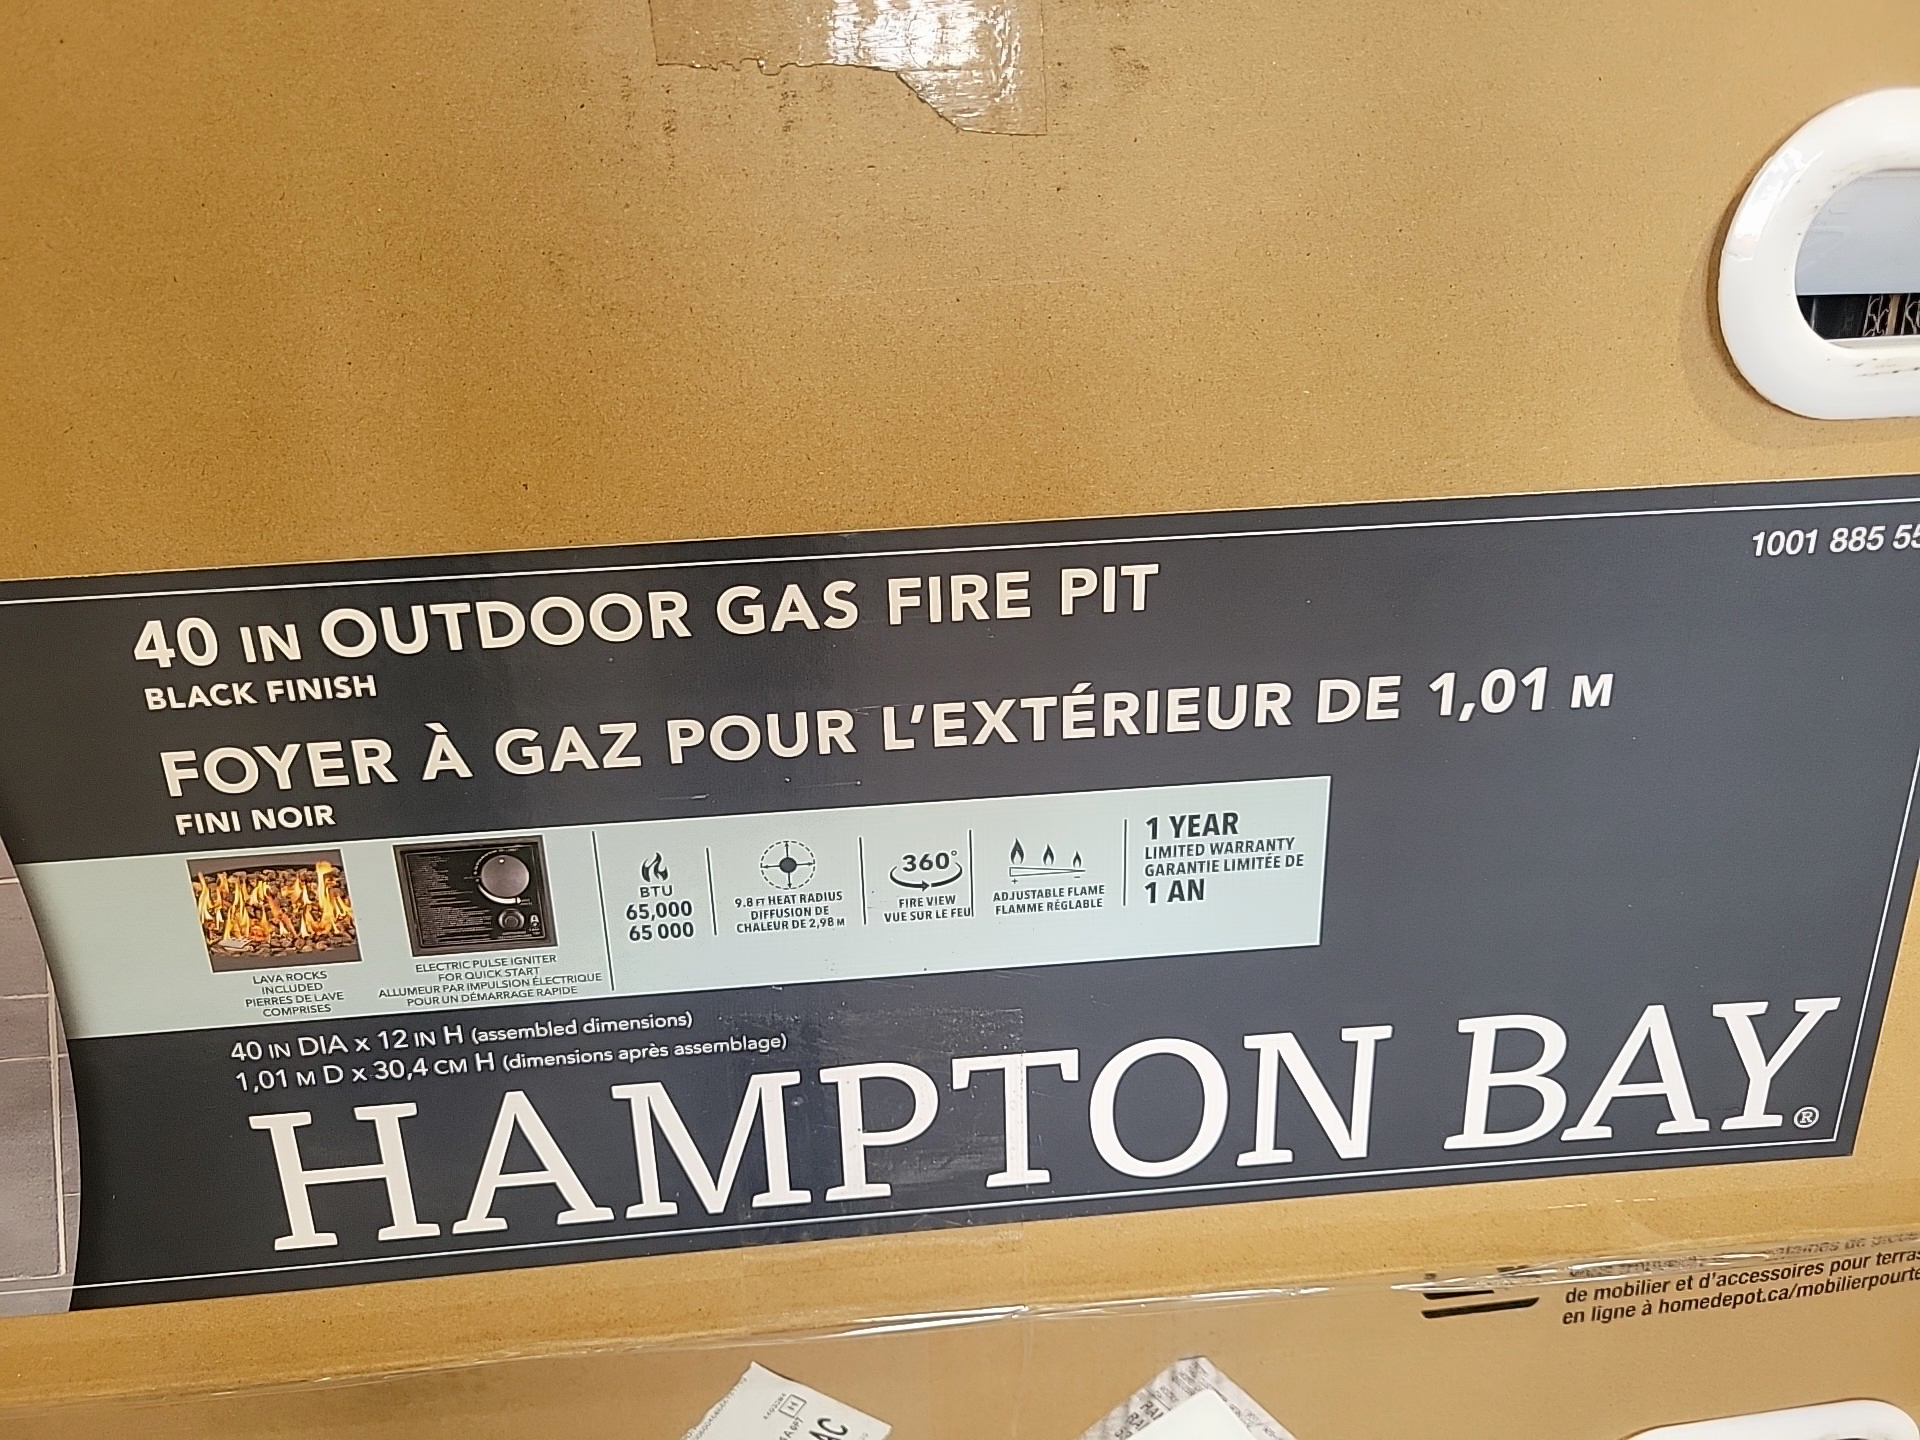 1001 885 55
40 IN OUTDOOR GAS FIRE PIT
BLACK FINISH
FOYER À GAZ POUR L'EXTÉRIEUR DE 1,01 M
FINI NOIR
LAVA ROCKS
INCLUDED
PIERRES DE LAVE
COMPRISES
ELECTRIC PULSE IGNITER
FOR QUICK START
ALLUMEUR PAR IMPULSION ÉLECTRIQUE
POUR UN DÉMARRAGE RAPIDE
BTU
65,000
65 000
9.8 FT HEAT RADIUS
DIFFUSION DE
CHALEUR DE 2,98 M
360°
FIRE VIEW
VUE SUR LE FEU
ADJUSTABLE FLAME
FLAMME RÉGLABLE
1 YEAR
LIMITED WARRANTY
GARANTIE LIMITÉE DE
1 AN
40 IN DIA x 12 IN H (assembled dimensions)
1,01 M D x 30,4 CM H (dimensions après assemblage)
HAMPTON BAY®
de mobilier et d'accessoires pour terras
en ligne à homedepot.ca/mobilierpourte
AC